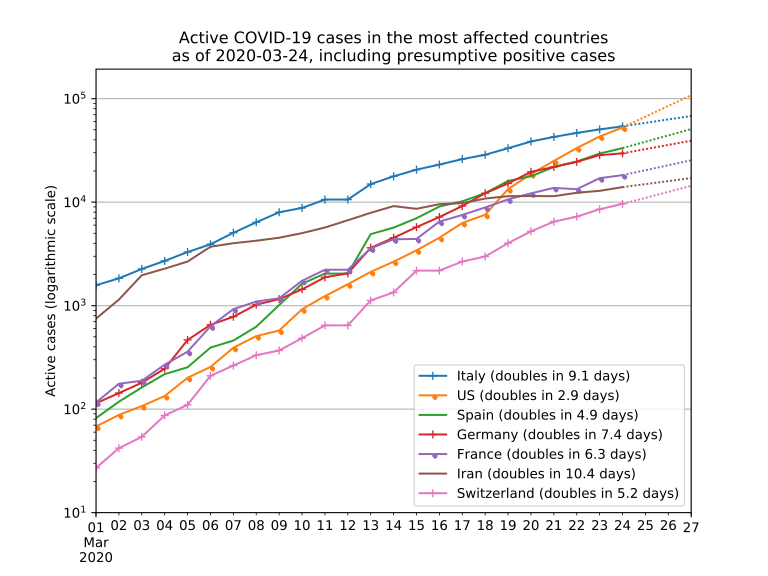 Active COVID-19 cases in the most affected countries
as of 2020-03-24, including presumptive positive cases
Active cases (logarithmic scale)
10⁵
10⁴
10³
10²
10¹
Italy (doubles in 9.1 days)
US (doubles in 2.9 days)
Spain (doubles in 4.9 days)
Germany (doubles in 7.4 days)
France (doubles in 6.3 days)
Iran (doubles in 10.4 days)
Switzerland (doubles in 5.2 days)
01 02 03 04 05 06 07 08 09 10 11 12 13 14 15 16 17 18 19 20 21 22 23 24 25 26 27
Mar
2020